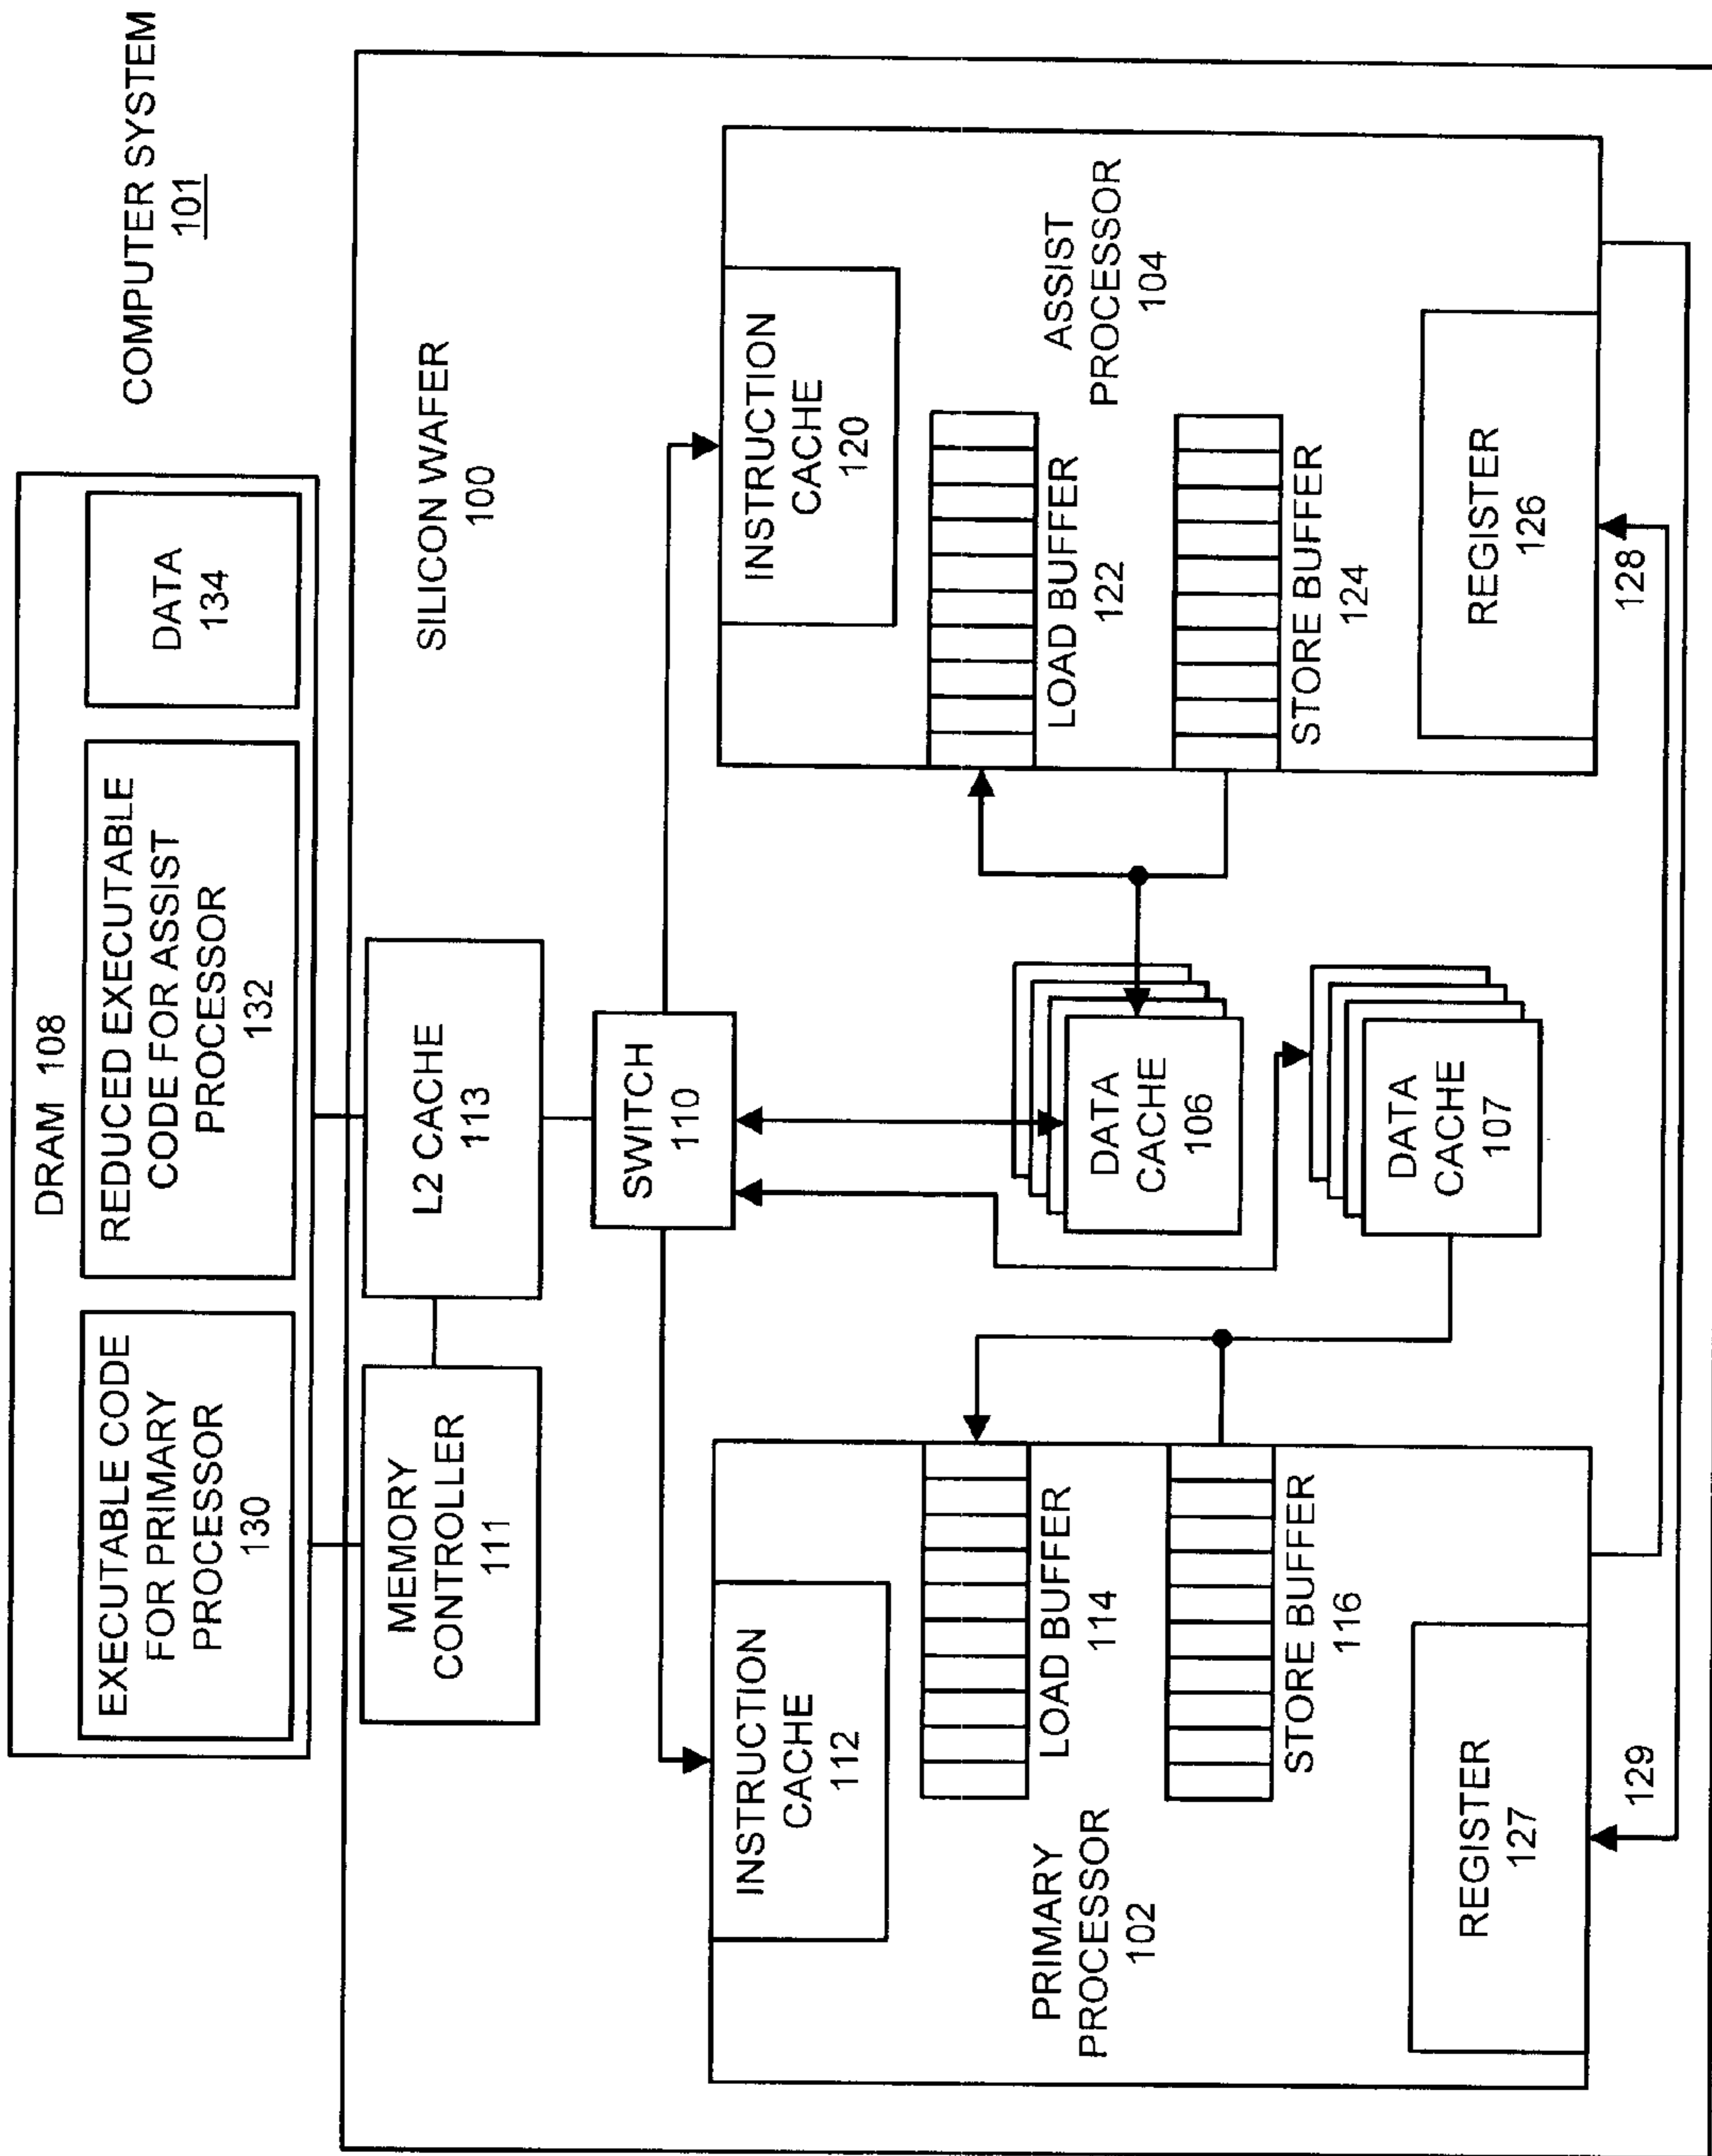 COMPUTER SYSTEM
101
DRAM 108
EXECUTABLE CODE
FOR PRIMARY
PROCESSOR
130
REDUCED EXECUTABLE
CODE FOR ASSIST
PROCESSOR
132
DATA
134
SILICON WAFER
100
MEMORY
CONTROLLER
111
L2 CACHE
113
SWITCH
110
INSTRUCTION
CACHE
112
LOAD BUFFER
114
PRIMARY
PROCESSOR
102
STORE BUFFER
116
REGISTER
127
129
DATA
CACHE
106
DATA
CACHE
107
INSTRUCTION
CACHE
120
LOAD BUFFER
122
ASSIST
PROCESSOR
104
STORE BUFFER
124
REGISTER
126
128